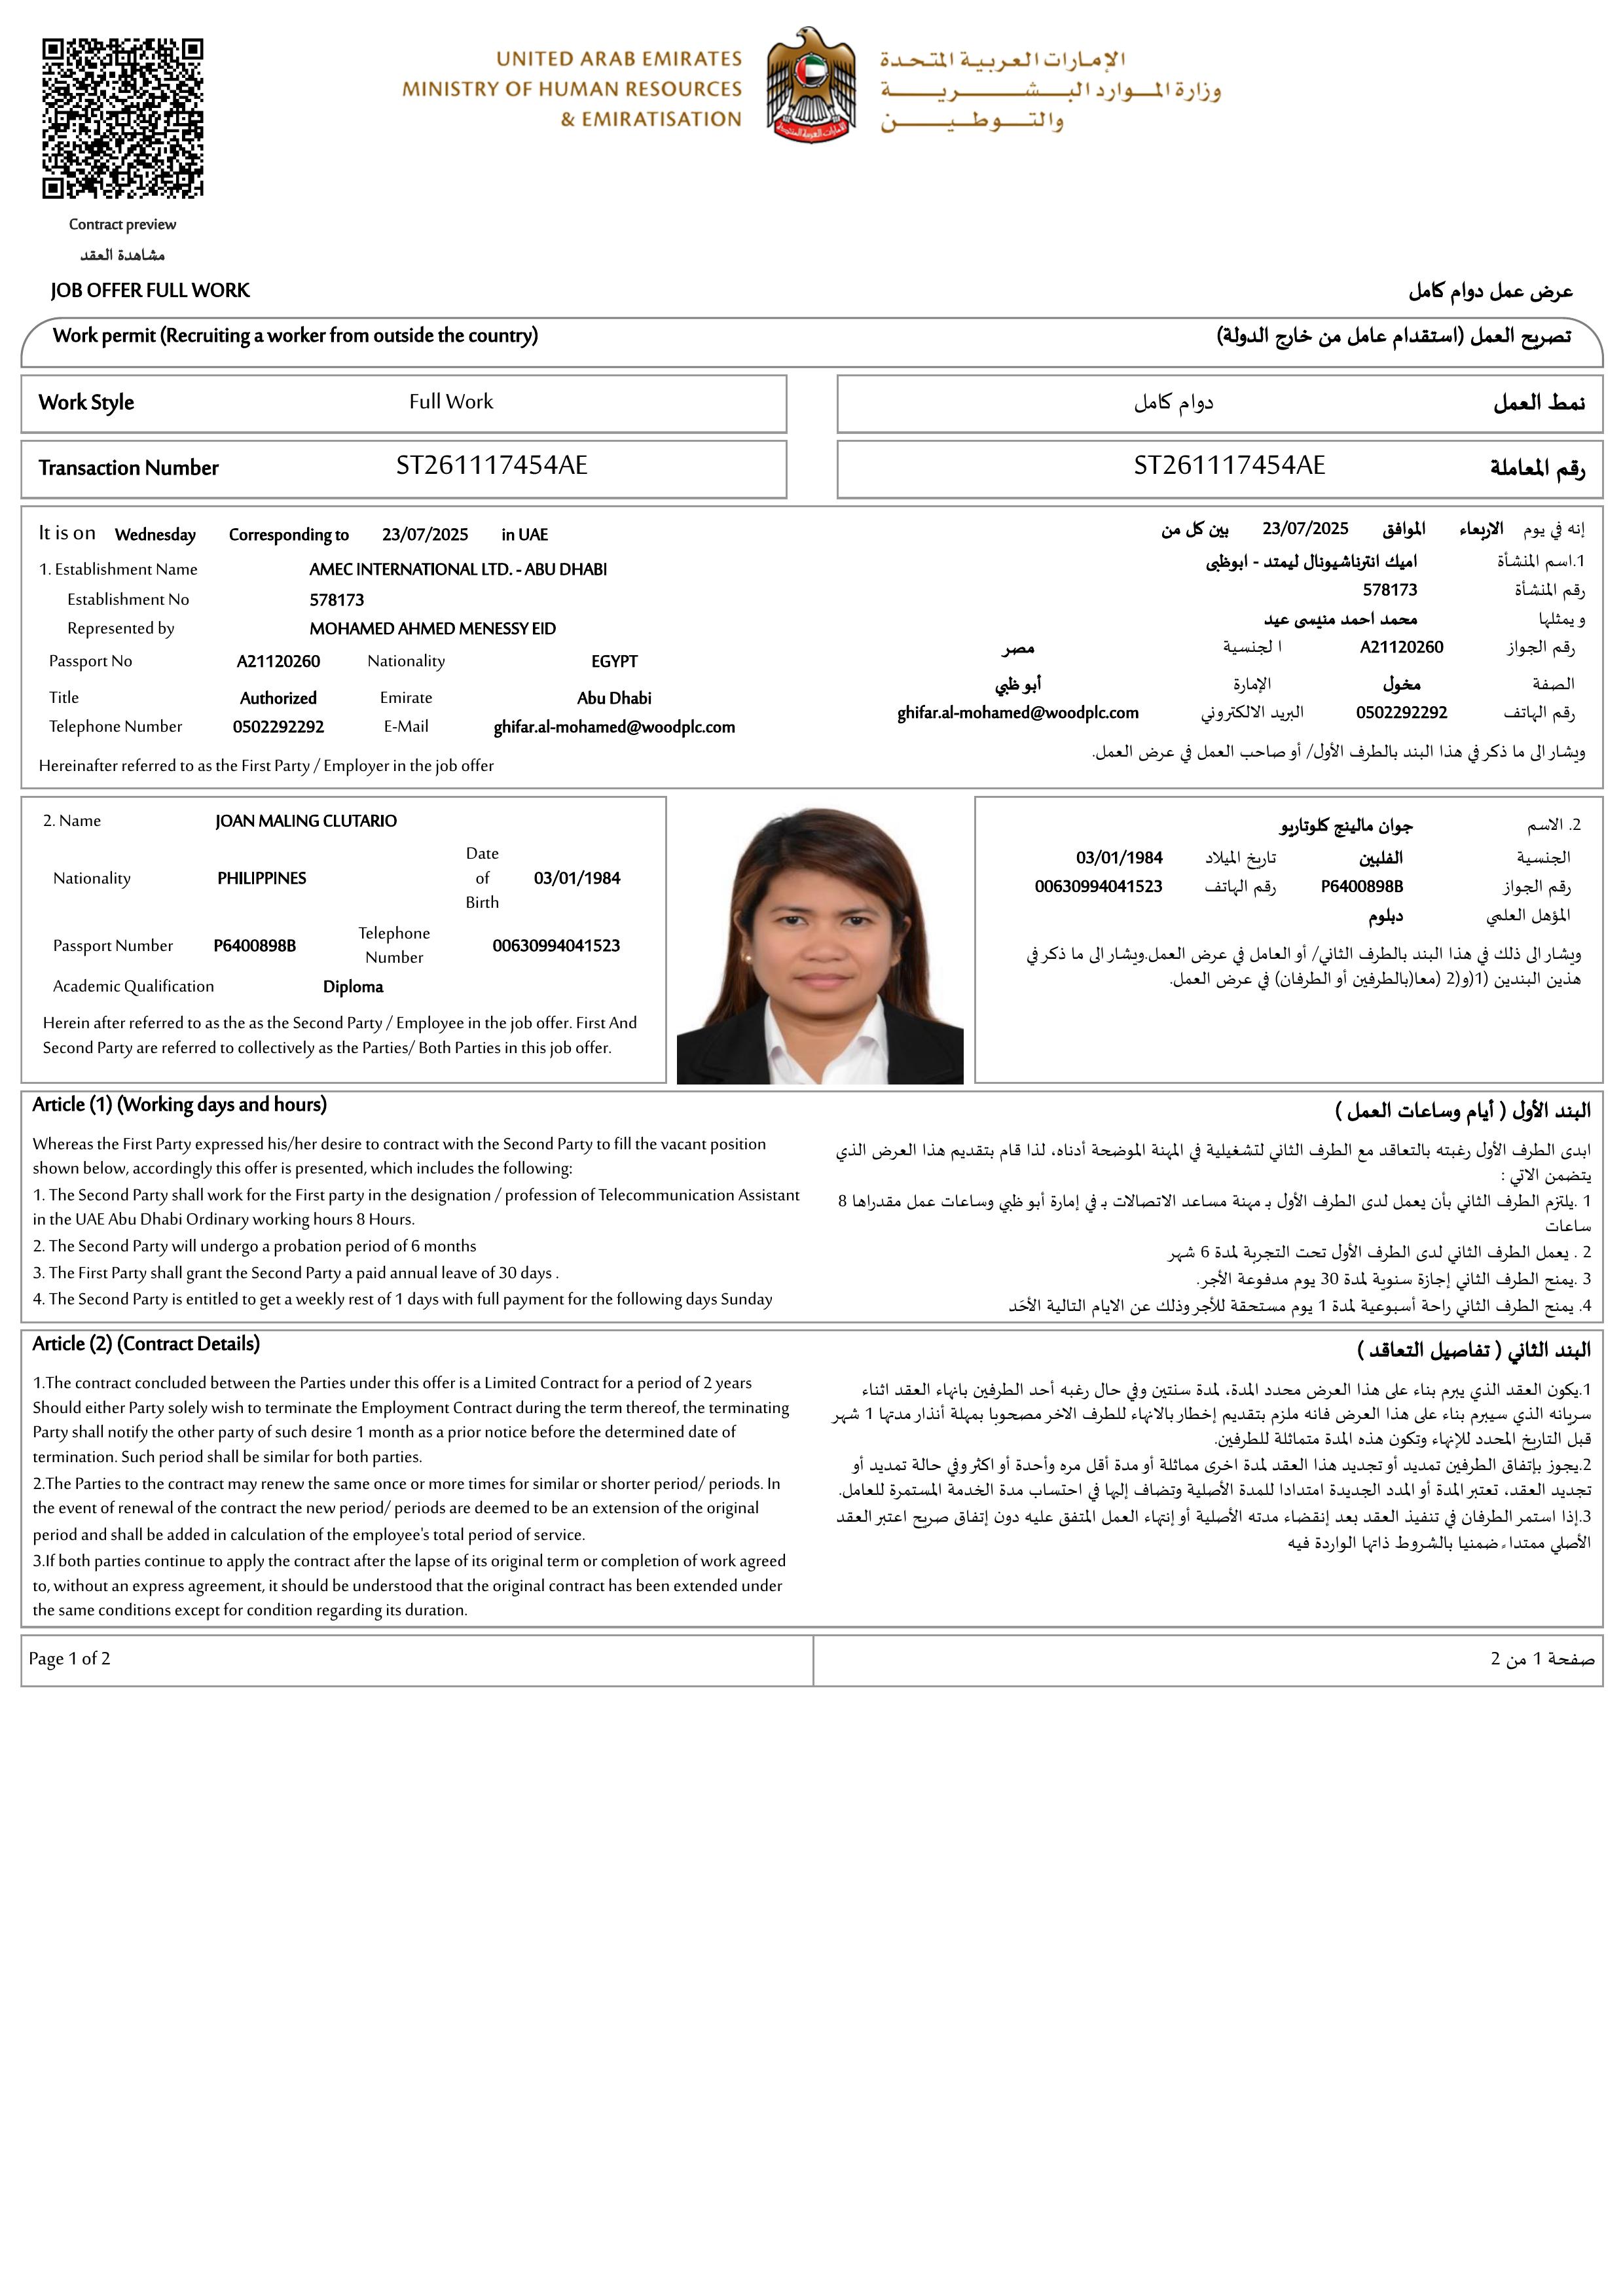 UNITED ARAB EMIRATES
MINISTRY OF HUMAN RESOURCES
& EMIRATISATION
الإمارات العربية المتحدة
وزارة المــوارد البــشــريــة
والتــوطــيــن
Contract preview
مشاهدة العقد
JOB OFFER FULL WORK
عرض عمل دوام كامل
Work permit (Recruiting a worker from outside the country)
تصريح العمل (استقدام عامل من خارج الدولة)
Work Style Full Work
نمط العمل دوام كامل
Transaction Number ST261117454AE
رقم المعاملة ST261117454AE
It is on Wednesday Corresponding to 23/07/2025 in UAE
1. Establishment Name AMEC INTERNATIONAL LTD. - ABU DHABI
Establishment No 578173
Represented by MOHAMED AHMED MENESSY EID
Passport No A21120260 Nationality EGYPT
Title Authorized Emirate Abu Dhabi
Telephone Number 0502292292 E-Mail ghifar.al-mohamed@woodplc.com
Hereinafter referred to as the First Party / Employer in the job offer
إنه في يوم الاربعاء الموافق 23/07/2025 بين كل من
1.اسم المنشأة اميك انترناشيونال ليمتد - ابوظبى
رقم المنشأة 578173
ويمثلها محمد احمد منيسى عيد
رقم الجواز A21120260 ا لجنسية مصر
الصفة مخول الإمارة أبو ظبي
رقم الهاتف 0502292292 البريد الالكتروني ghifar.al-mohamed@woodplc.com
ويشار الى ما ذكر في هذا البند بالطرف الأول/ أو صاحب العمل في عرض العمل.
2. Name JOAN MALING CLUTARIO
Nationality PHILIPPINES Date of Birth 03/01/1984
Passport Number P6400898B Telephone Number 00630994041523
Academic Qualification Diploma
Herein after referred to as the as the Second Party / Employee in the job offer. First And
Second Party are referred to collectively as the Parties/ Both Parties in this job offer.
2. الاسم جوان مالينج كلوتاريو
الجنسية الفلبين تاريخ الميلاد 03/01/1984
رقم الجواز P6400898B رقم الهاتف 00630994041523
المؤهل العلمي دبلوم
ويشار الى ذلك في هذا البند بالطرف الثاني/ أو العامل في عرض العمل.ويشار الى ما ذكر في
هذين البندين (1(و(2 (معا(بالطرفين أو الطرفان) في عرض العمل.
Article (1) (Working days and hours)
Whereas the First Party expressed his/her desire to contract with the Second Party to fill the vacant position
shown below, accordingly this offer is presented, which includes the following:
1. The Second Party shall work for the First party in the designation / profession of Telecommunication Assistant
in the UAE Abu Dhabi Ordinary working hours 8 Hours.
2. The Second Party will undergo a probation period of 6 months
3. The First Party shall grant the Second Party a paid annual leave of 30 days .
4. The Second Party is entitled to get a weekly rest of 1 days with full payment for the following days Sunday
البند الأول ( أيام وساعات العمل )
ابدى الطرف الأول رغبته بالتعاقد مع الطرف الثاني لتشغيلية في المهنة الموضحة أدناه، لذا قام بتقديم هذا العرض الذي
يتضمن الاتي :
1 .يلتزم الطرف الثاني بأن يعمل لدى الطرف الأول بـ مهنة مساعد الاتصالات بـ في إمارة أبو ظبي وساعات عمل مقدراها 8
ساعات
2 . يعمل الطرف الثاني لدى الطرف الأول تحت التجربة لمدة 6 شهر
3 .يمنح الطرف الثاني إجازة سنوية لمدة 30 يوم مدفوعة الأجر.
4. يمنح الطرف الثاني راحة أسبوعية لمدة 1 يوم مستحقة للأجر وذلك عن الايام التالية الأحَد
Article (2) (Contract Details)
1.The contract concluded between the Parties under this offer is a Limited Contract for a period of 2 years
Should either Party solely wish to terminate the Employment Contract during the term thereof, the terminating
Party shall notify the other party of such desire 1 month as a prior notice before the determined date of
termination. Such period shall be similar for both parties.
2.The Parties to the contract may renew the same once or more times for similar or shorter period/ periods. In
the event of renewal of the contract the new period/ periods are deemed to be an extension of the original
period and shall be added in calculation of the employee's total period of service.
3.If both parties continue to apply the contract after the lapse of its original term or completion of work agreed
to, without an express agreement, it should be understood that the original contract has been extended under
the same conditions except for condition regarding its duration.
البند الثاني ( تفاصيل التعاقد )
1.يكون العقد الذي يبرم بناء على هذا العرض محدد المدة، لمدة سنتين وفي حال رغبه أحد الطرفين بانهاء العقد اثناء
سريانه الذي سيبرم بناء على هذا العرض فانه ملزم بتقديم إخطار بالانهاء للطرف الاخر مصحوبا بمهلة أنذار مدتها 1 شهر
قبل التاريخ المحدد للإنهاء وتكون هذه المدة متماثلة للطرفين.
2.يجوز بإتفاق الطرفين تمديد أو تجديد هذا العقد لمدة اخرى مماثلة أو مدة أقل مره وأحدة أو اكثر وفي حالة تمديد أو
تجديد العقد، تعتبر المدة أو المدد الجديدة امتدادا للمدة الأصلية وتضاف إليها في احتساب مدة الخدمة المستمرة للعامل.
3.إذا استمر الطرفان في تنفيذ العقد بعد إنقضاء مدته الأصلية أو إنتهاء العمل المتفق عليه دون إتفاق صريح اعتبر العقد
الأصلي ممتداء ضمنيا بالشروط ذاتها الواردة فيه
Page 1 of 2
صفحة 1 من 2